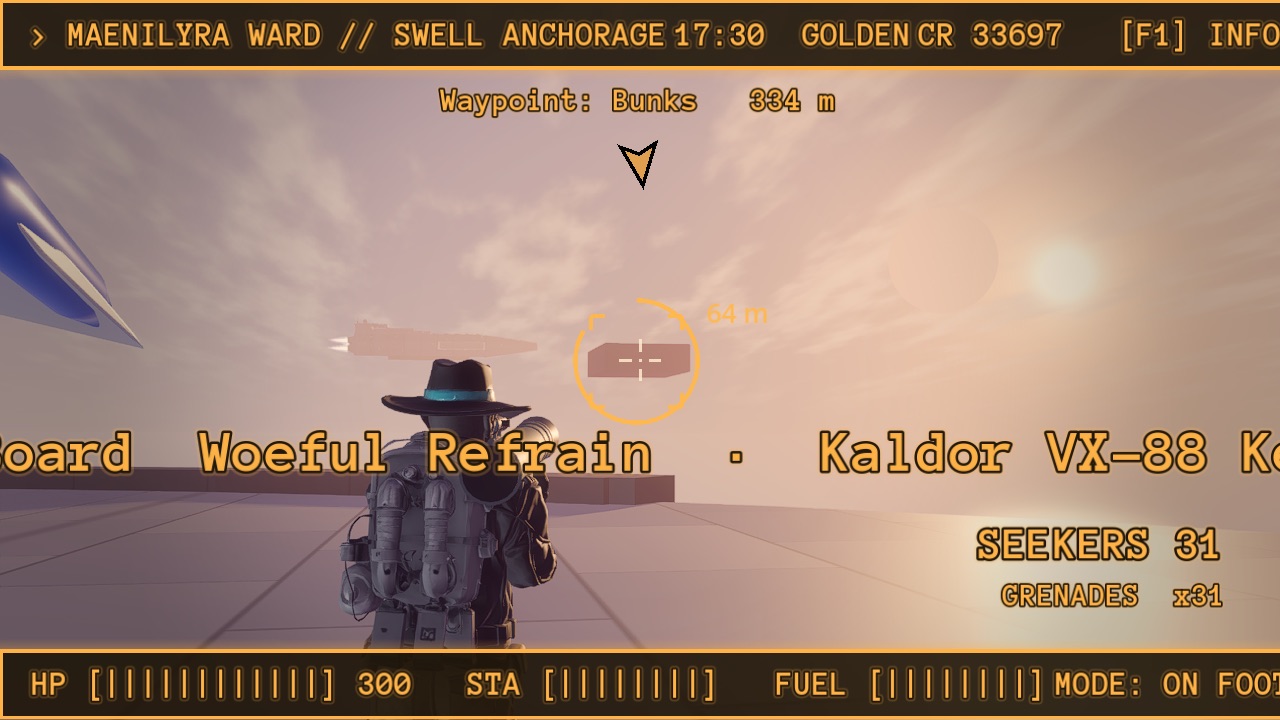 › MAENILYRA WARD // SWELL ANCHORAGE 17:30 GOLDEN CR 33697 [F1] INFO
Waypoint: Bunks 334 m
64 m
Board Woeful Refrain · Kaldor VX-88
SEEKERS 31
GRENADES x31
HP [||||||||||||] 300 STA [||||||||] FUEL [||||||||] MODE: ON FOOT